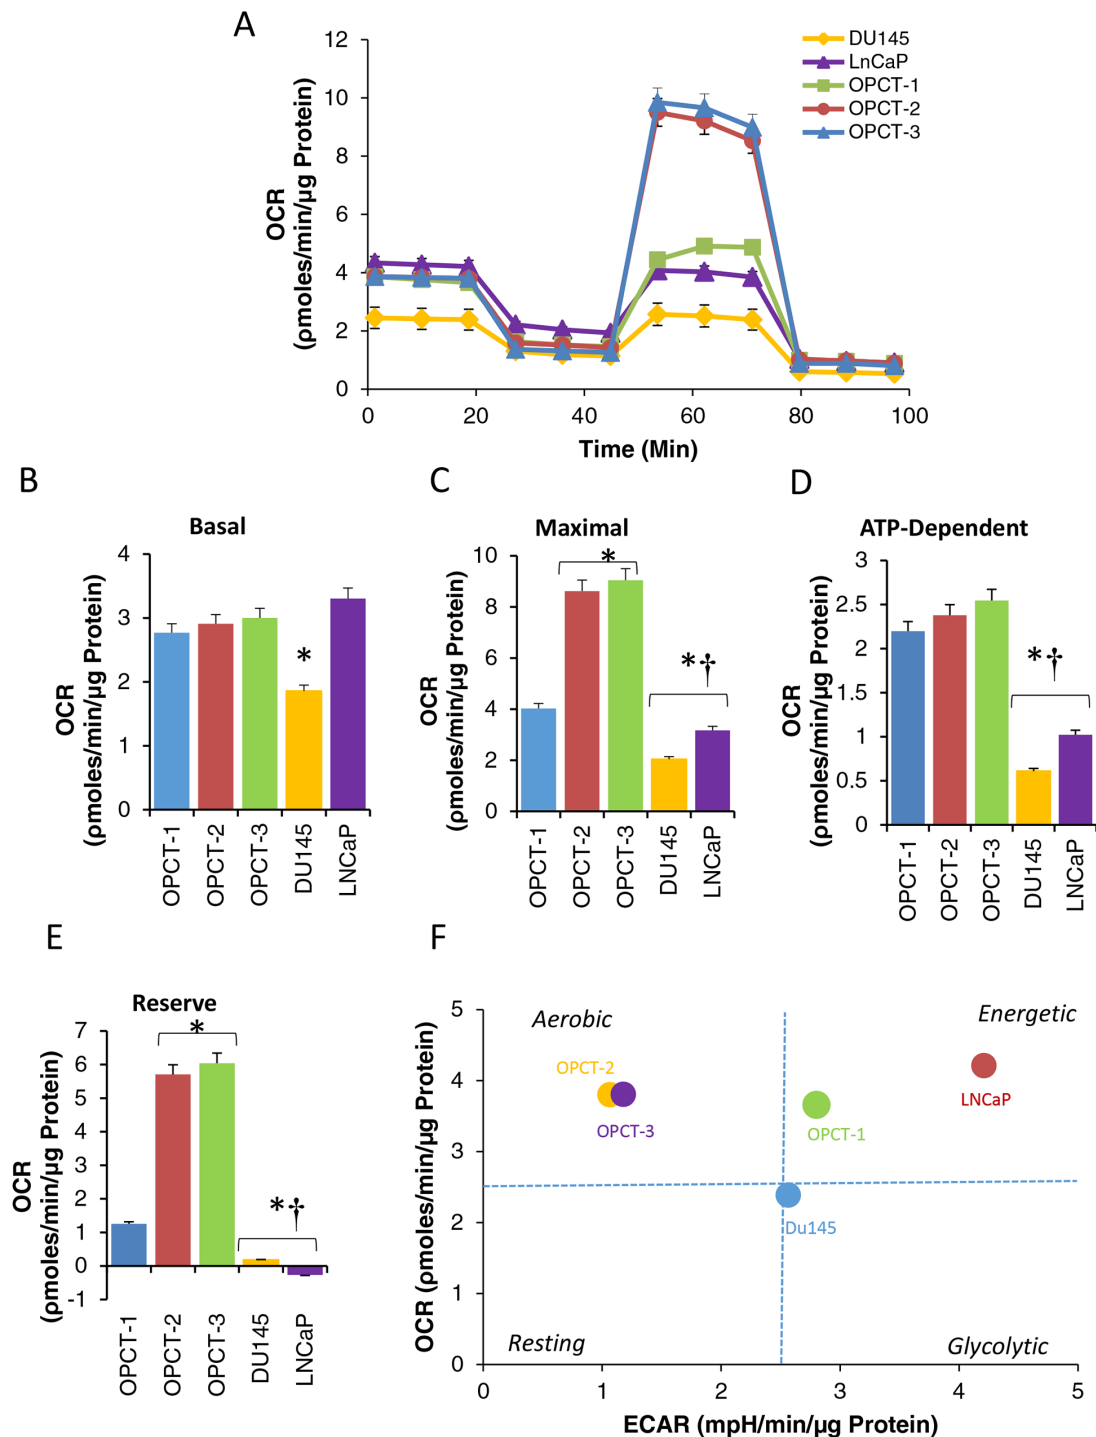 A
12
10
8
6
4
2
0
OCR
(ρmoles/min/µg Protein)
0 20 40 60 80 100
Time (Min)
DU145
LnCaP
OPCT-1
OPCT-2
OPCT-3
B
Basal
4
3
2
1
0
OCR
(ρmoles/min/µg Protein)
*
OPCT-1
OPCT-2
OPCT-3
DU145
LNCaP
C
Maximal
10
8
6
4
2
0
OCR
(ρmoles/min/µg Protein)
*
*†
OPCT-1
OPCT-2
OPCT-3
DU145
LNCaP
D
ATP-Dependent
3
2.5
2
1.5
1
0.5
0
OCR
(ρmoles/min/µg Protein)
*†
OPCT-1
OPCT-2
OPCT-3
DU145
LNCaP
E
Reserve
7
6
5
4
3
2
1
0
-1
OCR
(ρmoles/min/µg Protein)
*
*†
OPCT-1
OPCT-2
OPCT-3
DU145
LNCaP
F
5
4
3
2
1
0
OCR (ρmoles/min/µg Protein)
Aerobic
Energetic
OPCT-2
OPCT-3
LNCaP
OPCT-1
Du145
Resting
Glycolytic
0 1 2 3 4 5
ECAR (mpH/min/µg Protein)